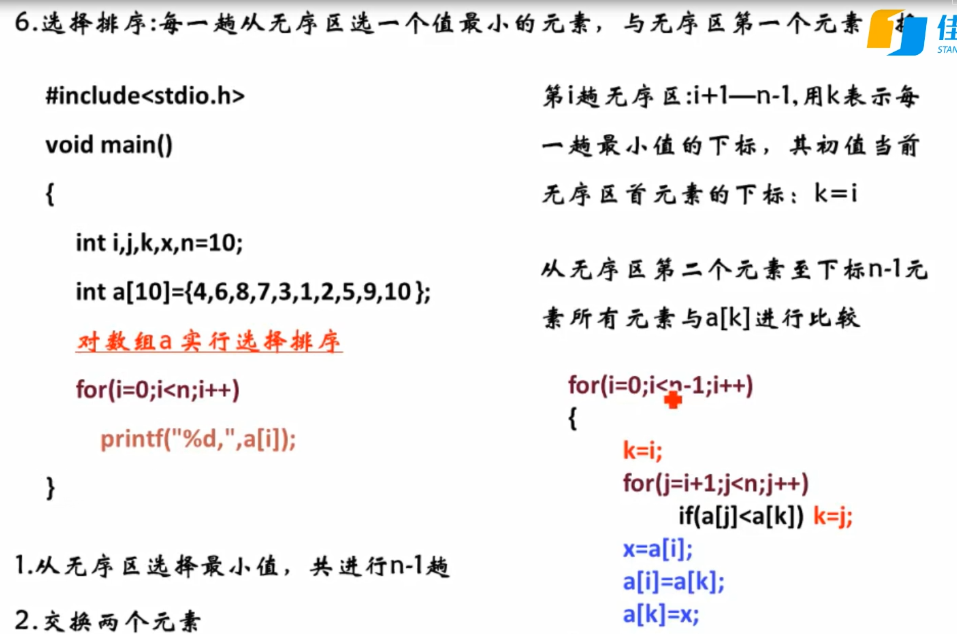 6.选择排序:每一趟从无序区选一个值最小的元素，与无序区第一个元素
佳
STAN
#include<stdio.h>
void main()
{
int i,j,k,x,n=10;
int a[10]={4,6,8,7,3,1,2,5,9,10};
对数组a 实行选择排序
for(i=0;i<n;i++)
printf("%d,",a[i]);
}
1.从无序区选择最小值，共进行n-1趟
2.交换两个元素
第i趟无序区:i+1—n-1,用k表示每
一趟最小值的下标，其初值当前
无序区首元素的下标：k=i
从无序区第二个元素至下标n-1元
素所有元素与a[k]进行比较
for(i=0;i<n-1;i++)
{
k=i;
for(j=i+1;j<n;j++)
if(a[j]<a[k]) k=j;
x=a[i];
a[i]=a[k];
a[k]=x;